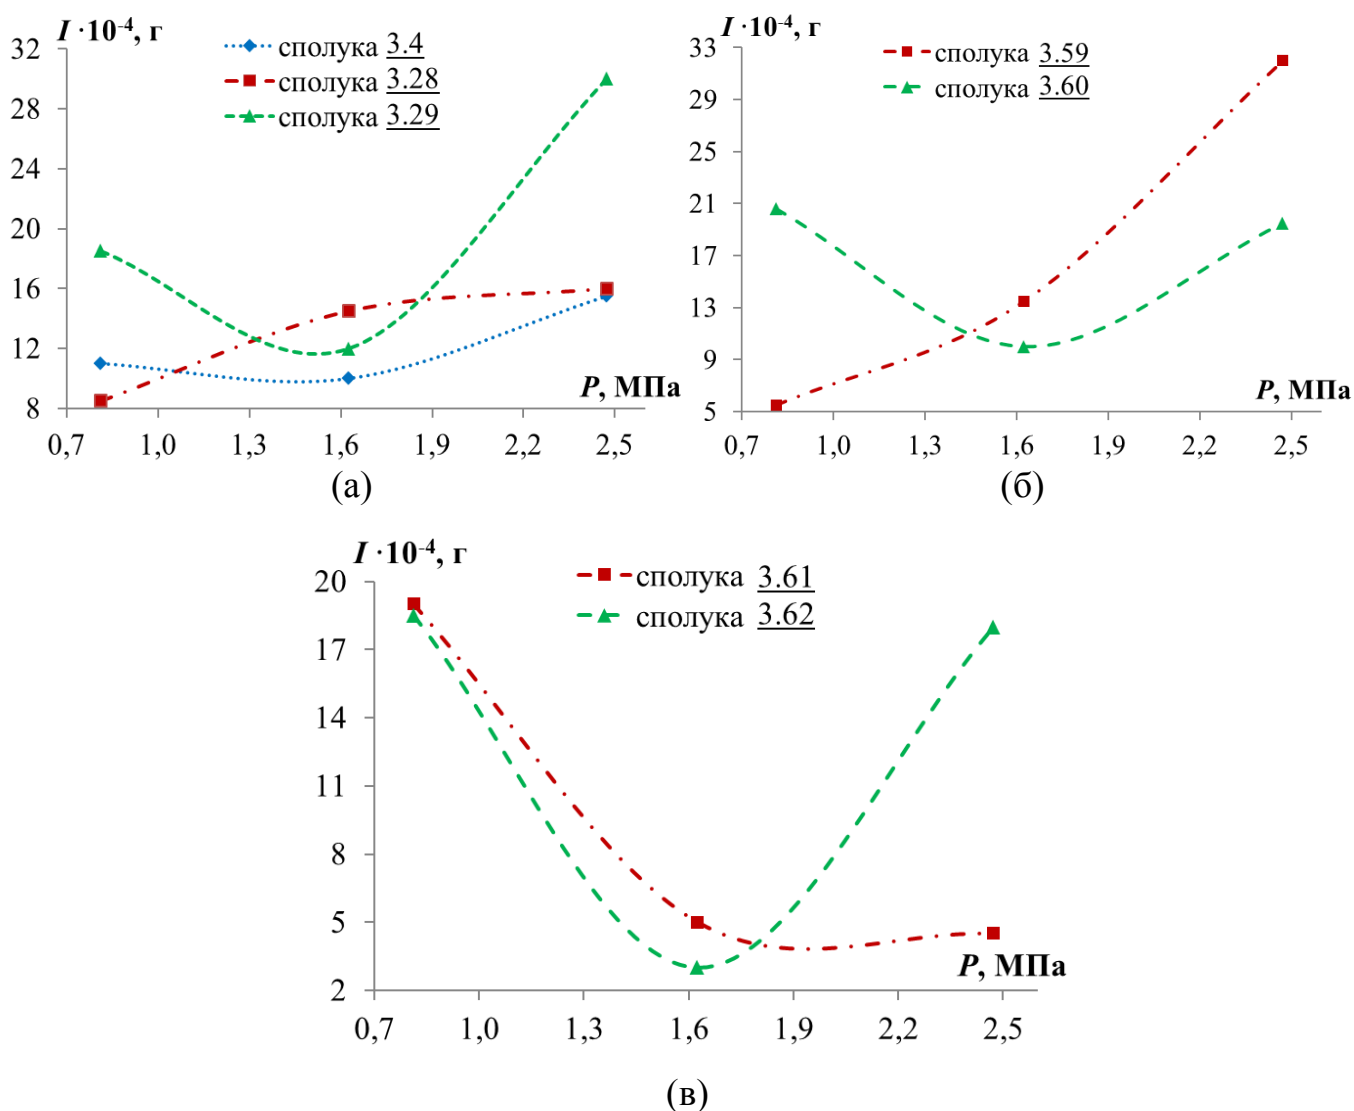 I ·10-4, г
сполука 3.4
сполука 3.28
сполука 3.29
32
28
24
20
16
12
8
P, МПа
0,7 1,0 1,3 1,6 1,9 2,2 2,5
(а)
I ·10-4, г
сполука 3.59
сполука 3.60
33
29
25
21
17
13
9
5
P, МПа
0,7 1,0 1,3 1,6 1,9 2,2 2,5
(б)
I ·10-4, г
сполука 3.61
сполука 3.62
20
17
14
11
8
5
2
P, МПа
0,7 1,0 1,3 1,6 1,9 2,2 2,5
(в)